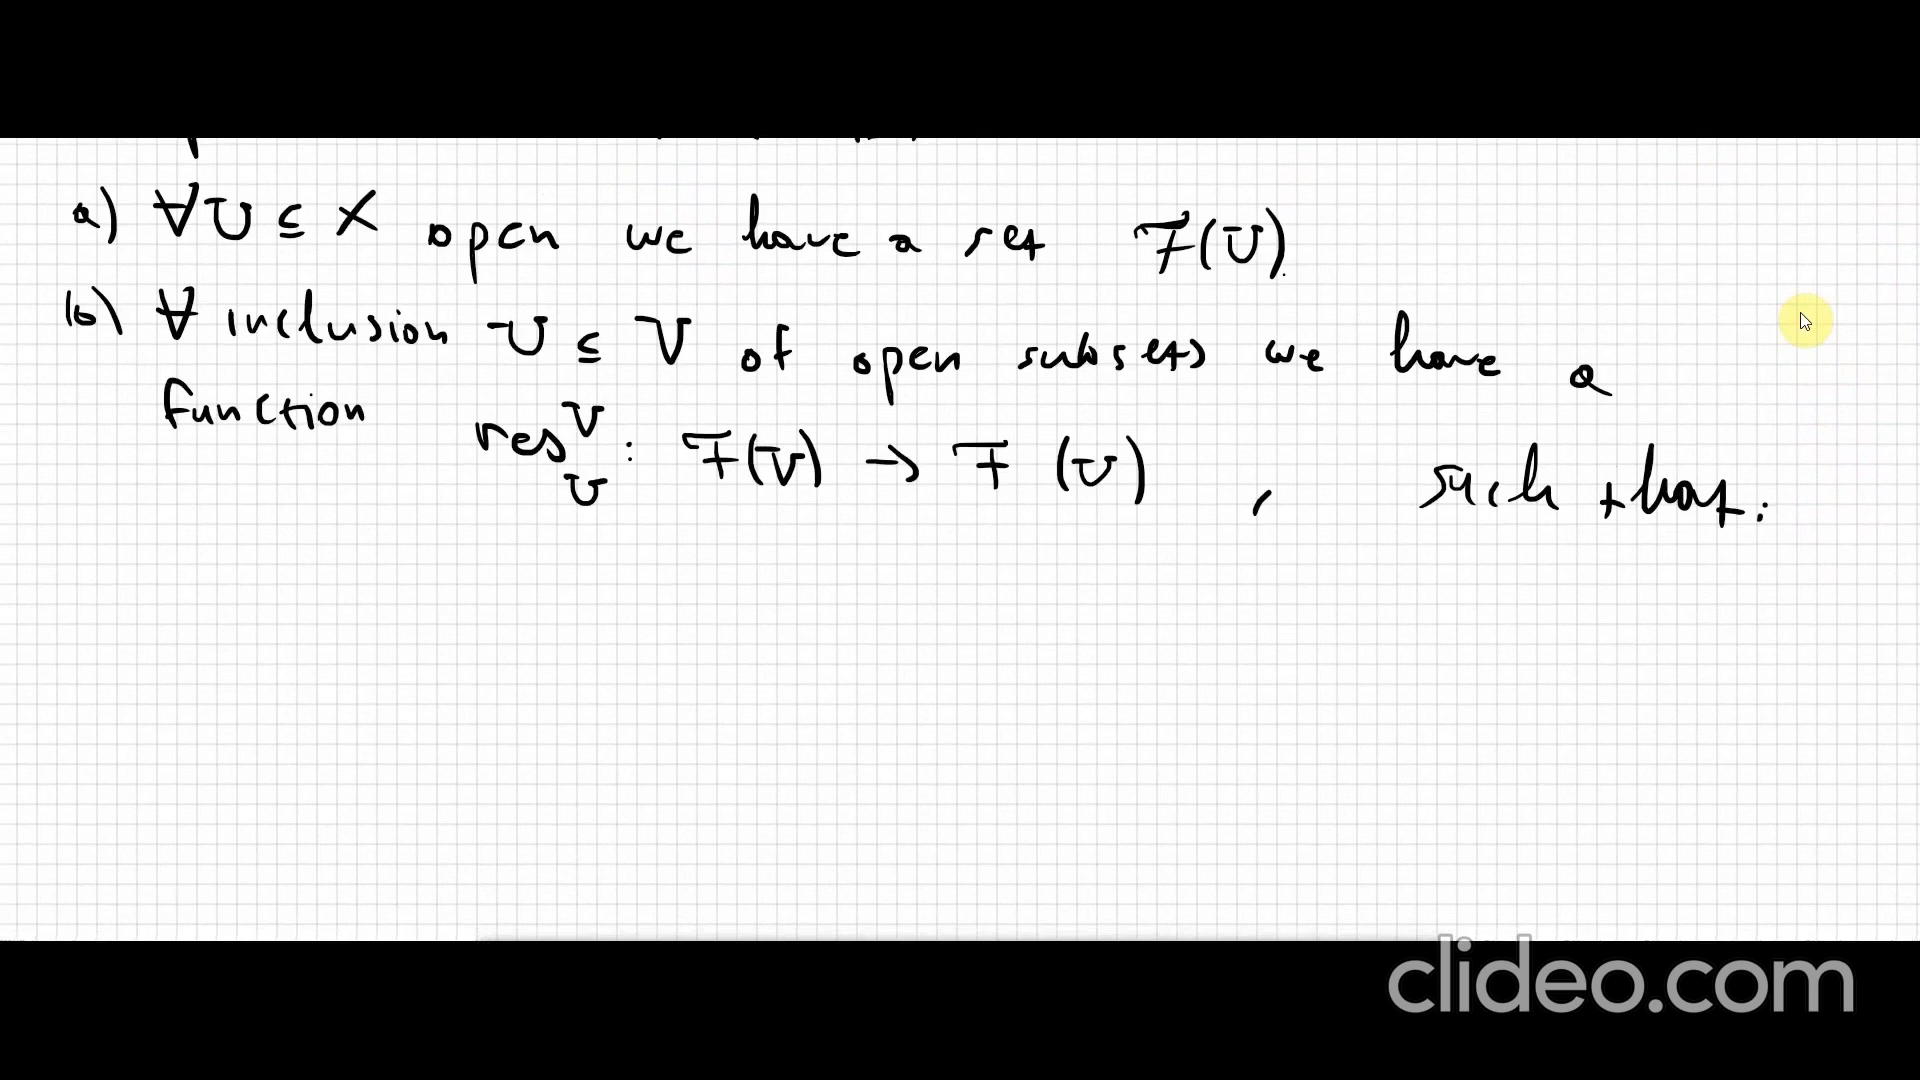 a) ∀U ⊆ X open we have a set F(U).
b) ∀ inclusion U ⊆ V of open subsets we have a
function res^V_U : F(V) → F(U) , such that:
clideo.com